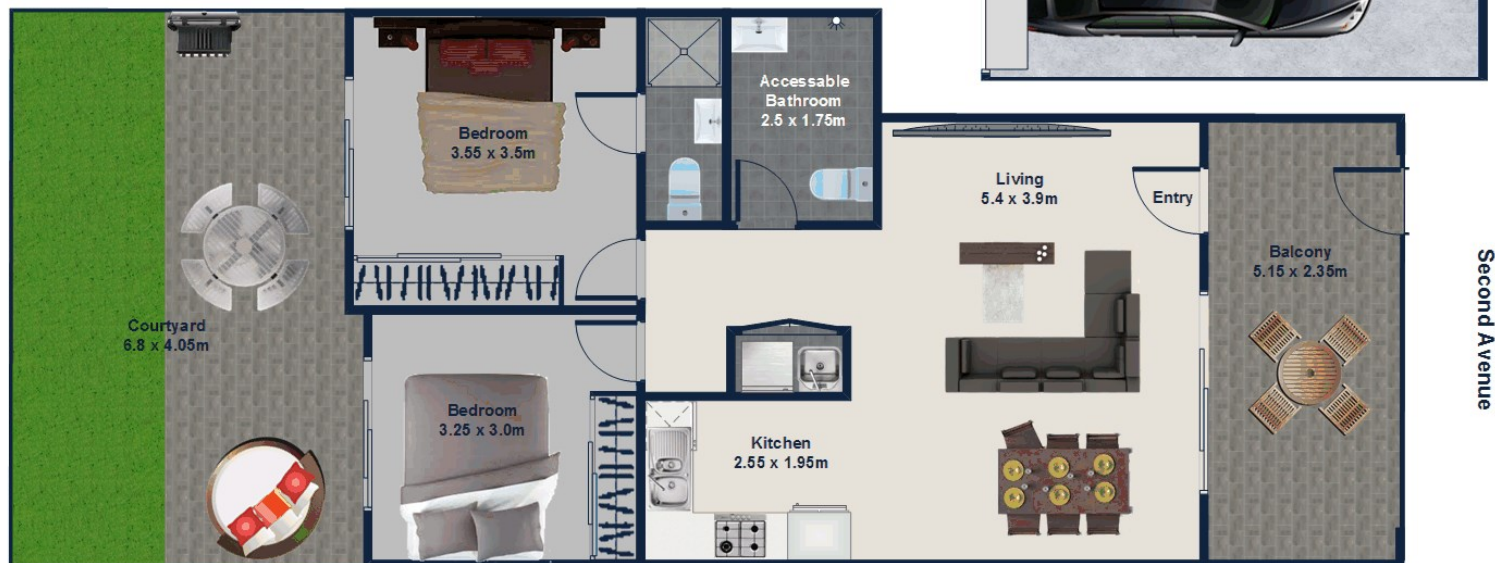 Accessable
Bathroom
2.5 x 1.75m
Bedroom
3.55 x 3.5m
Living
5.4 x 3.9m
Entry
Balcony
5.15 x 2.35m
Second Avenue
Courtyard
6.8 x 4.05m
Bedroom
3.25 x 3.0m
Kitchen
2.55 x 1.95m